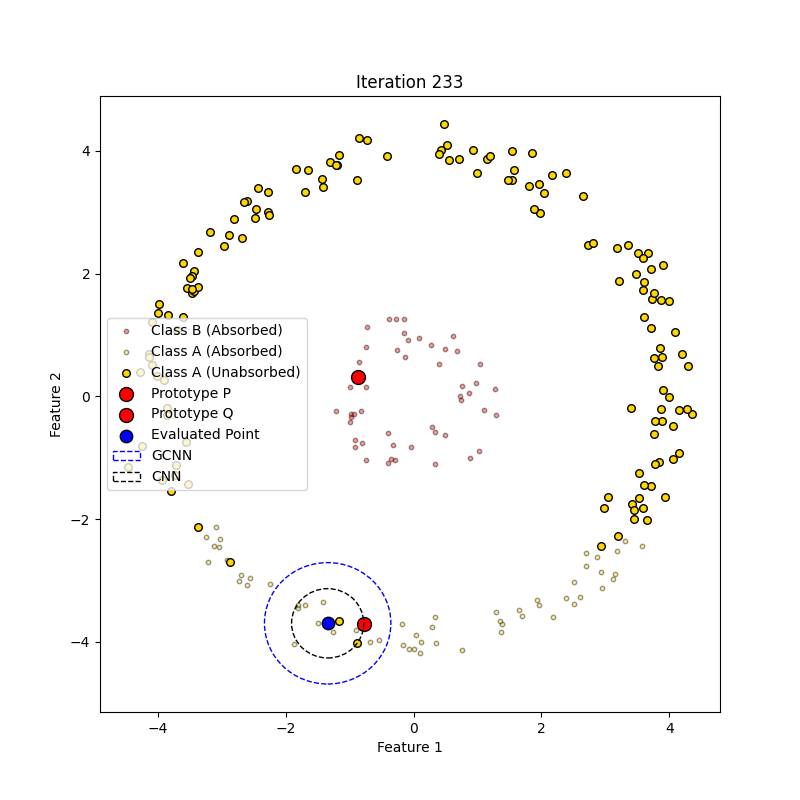 Iteration 233
4
2
0
−2
−4
Feature 2
Class B (Absorbed)
Class A (Absorbed)
Class A (Unabsorbed)
Prototype P
Prototype Q
Evaluated Point
GCNN
CNN
−4
−2
0
2
4
Feature 1